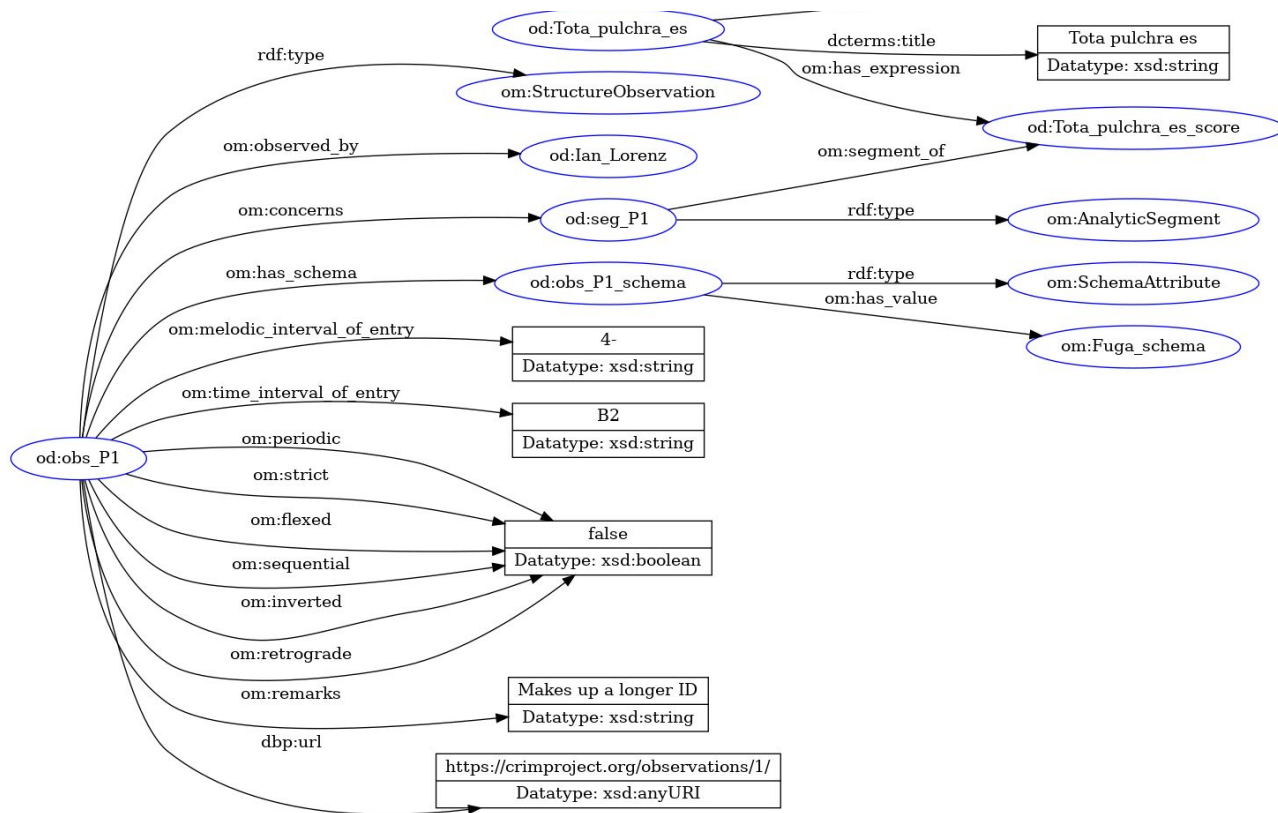 od:Tota_pulchra_es
dcterms:title
Tota pulchra es
Datatype: xsd:string
rdf:type
om:has_expression
om:StructureObservation
od:Tota_pulchra_es_score
om:observed_by
od:Ian_Lorenz
om:segment_of
om:concerns
od:seg_P1
rdf:type
om:AnalyticSegment
om:has_schema
od:obs_P1_schema
rdf:type
om:SchemaAttribute
om:has_value
om:Fuga_schema
om:melodic_interval_of_entry
4-
Datatype: xsd:string
om:time_interval_of_entry
B2
Datatype: xsd:string
od:obs_P1
om:periodic
om:strict
om:flexed
false
Datatype: xsd:boolean
om:sequential
om:inverted
om:retrograde
om:remarks
Makes up a longer ID
Datatype: xsd:string
dbp:url
https://crimproject.org/observations/1/
Datatype: xsd:anyURI